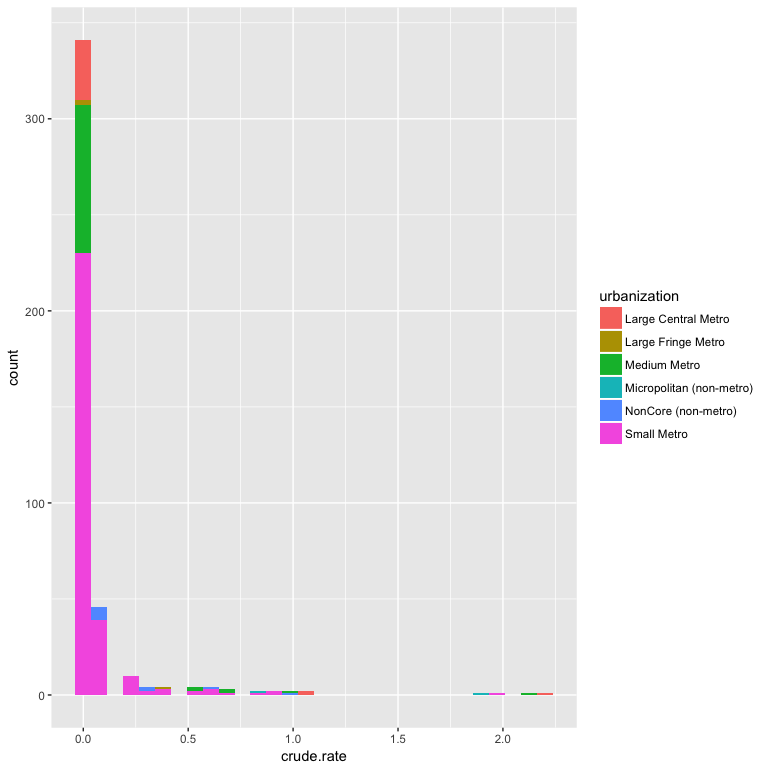 300
200
100
0
count
0.0 0.5 1.0 1.5 2.0
crude.rate
urbanization
Large Central Metro
Large Fringe Metro
Medium Metro
Micropolitan (non-metro)
NonCore (non-metro)
Small Metro